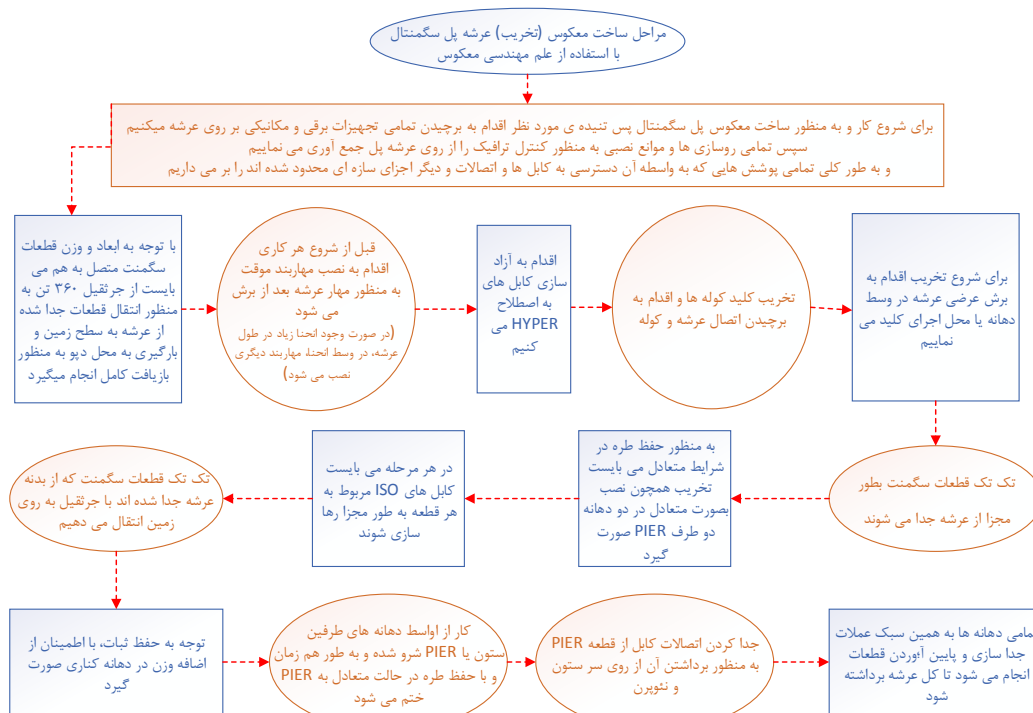 مراحل ساخت معکوس (تخریب) عرشه پل سگمنتال
با استفاده از علم مهندسی معکوس
برای شروع کار و به منظور ساخت معکوس پل سگمنتال پس تنیده ی مورد نظر اقدام به برچیدن تمامی تجهیزات برقی و مکانیکی بر روی عرشه میکنیم
سپس تمامی روسازی ها و موانع نصبی به منظور کنترل ترافیک را از روی عرشه پل جمع آوری می نماییم
و به طور کلی تمامی پوشش هایی که به واسطه آن دسترسی به کابل ها و اتصالات و دیگر اجزای سازه ای محدود شده اند را بر می داریم
با توجه به ابعاد و وزن قطعات
سگمنت متصل به هم می
بایست از جرثقیل ۳۶۰ تن به
منظور انتقال قطعات جدا شده
از عرشه به سطح زمین و
بارگیری به محل دپو به منظور
بازیافت کامل انجام میگیرد
قبل از شروع هر کاری
اقدام به نصب مهاربند موقت
به منظور مهار عرشه بعد از برش
می شود
(در صورت وجود انحنا زیاد در طول
عرشه، در وسط انحنا، مهاربند دیگری
نصب می شود)
اقدام به آزاد
سازی کابل های
به اصطلاح
HYPER می
کنیم
تخریب کلید کوله ها و اقدام به
برچیدن اتصال عرشه و کوله
برای شروع تخریب اقدام به
برش عرضی عرشه در وسط
دهانه یا محل اجرای کلید می
نماییم
تک تک قطعات سگمنت بطور
مجزا از عرشه جدا می شوند
به منظور حفظ طره در
شرایط متعادل می بایست
تخریب همچون نصب
بصورت متعادل در دو دهانه
دو طرف PIER صورت
گیرد
در هر مرحله می بایست
کابل های ISO مربوط به
هر قطعه به طور مجزا رها
سازی شوند
تک تک قطعات سگمنت که از بدنه
عرشه جدا شده اند با جرثقیل به روی
زمین انتقال می دهیم
توجه به حفظ ثبات، با اطمینان از
اضافه وزن در دهانه کناری صورت
گیرد
کار از اواسط دهانه های طرفین
ستون یا PIER شرو شده و به طور هم زمان
و با حفظ طره در حالت متعادل به PIER
ختم می شود
جدا کردن اتصالات کابل از قطعه PIER
به منظور برداشتن آن از روی سر ستون
و نئوپرن
مامی دهانه ها به همین سبک عملات
جدا سازی و پایین آ؛وردن قطعات
انجام می شود تا کل عرشه برداشته
شود